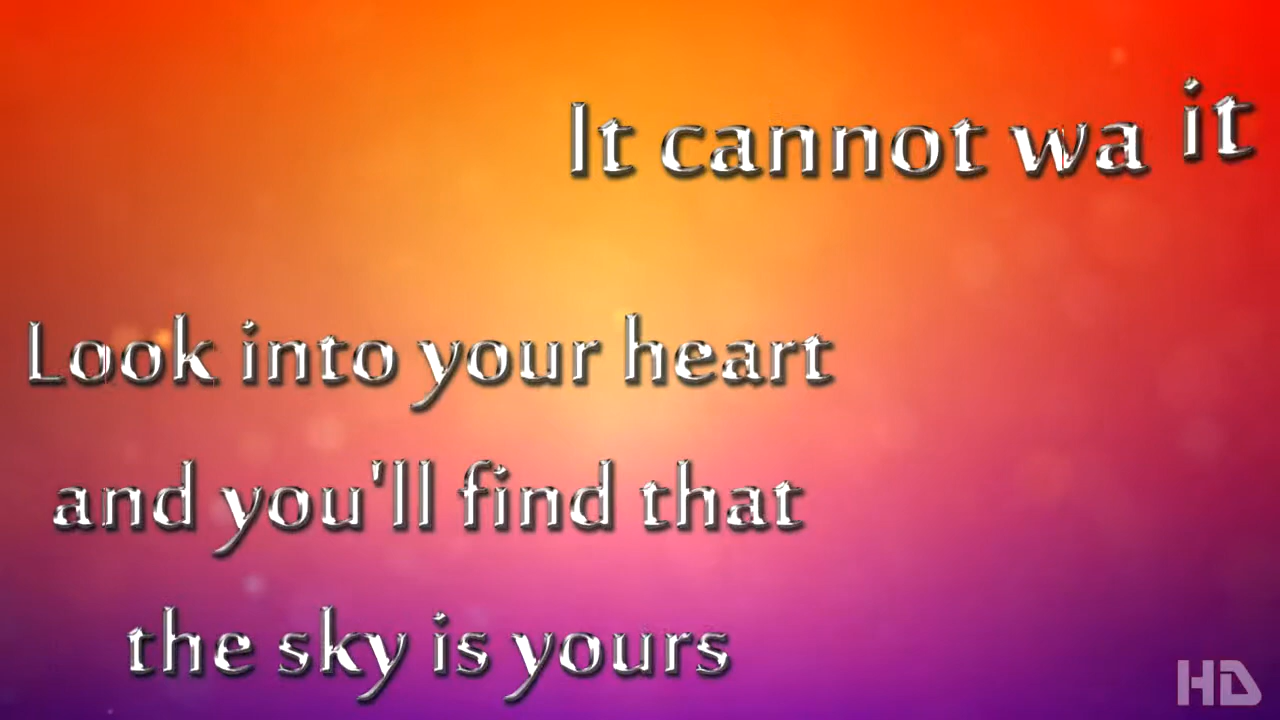 It cannot wa it
Look into your heart
and you'll find that
the sky is yours
HD